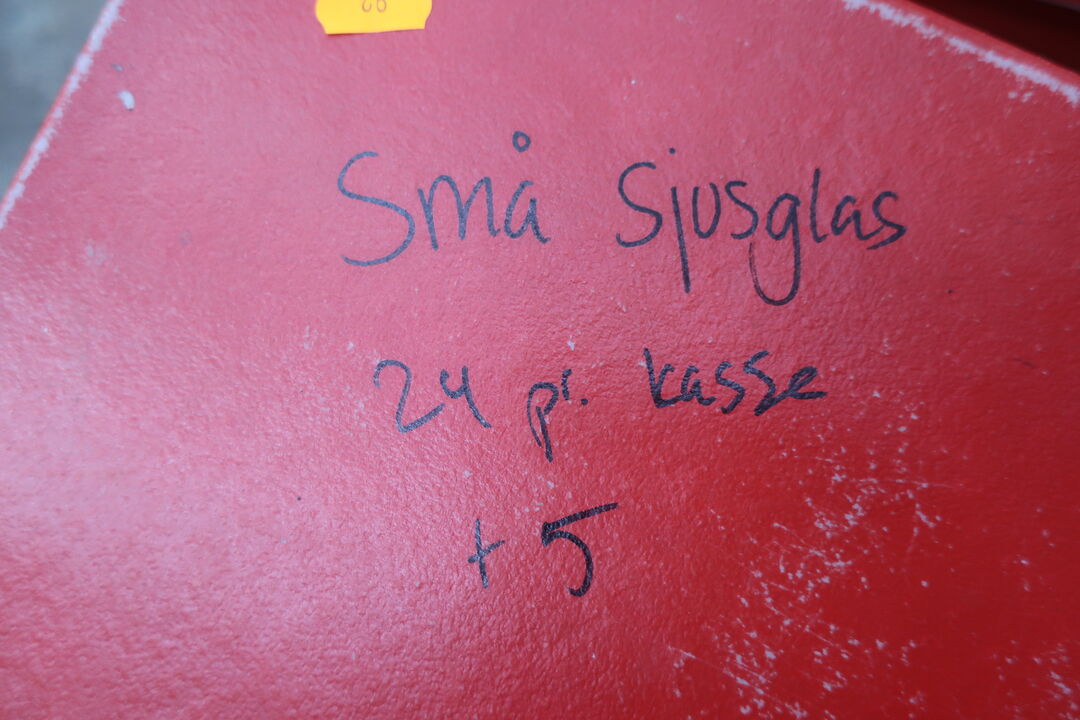 Små Sjusglas
24 pr. kasse
+ 5